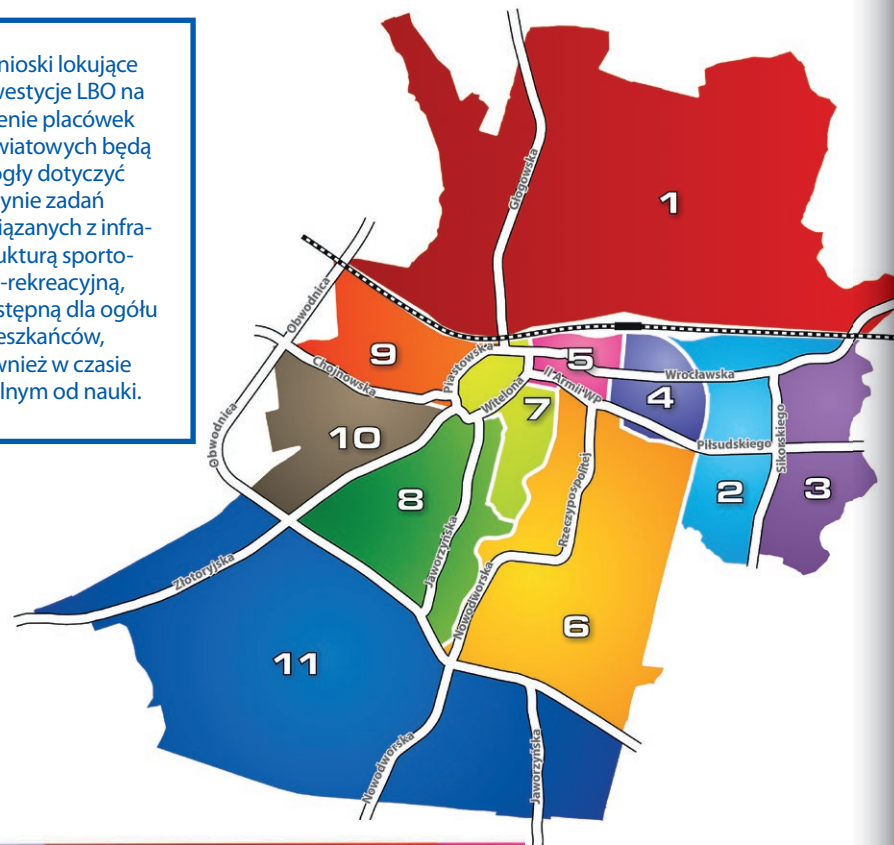 nioski lokujące
westycje LBO na
enie placówek
wiatowych będą
ogły dotyczyć
ynie zadań
iązanych z infra-
ukturą sporto-
-rekreacyjną,
stępną dla ogółu
eszkańców,
wnież w czasie
lnym od nauki.
Głogowska
1
Obwodnica
9
Piastowska
5
Wrocławska
Chojnowska
Witelona
II Armii WP
4
7
Obwodnica
10
Piłsudskiego
Sikorskiego
8
2
3
Rzeczypospolitej
Jaworzyńska
Złotoryjska
Nowodworska
6
11
Nowodworska
Jaworzyńska